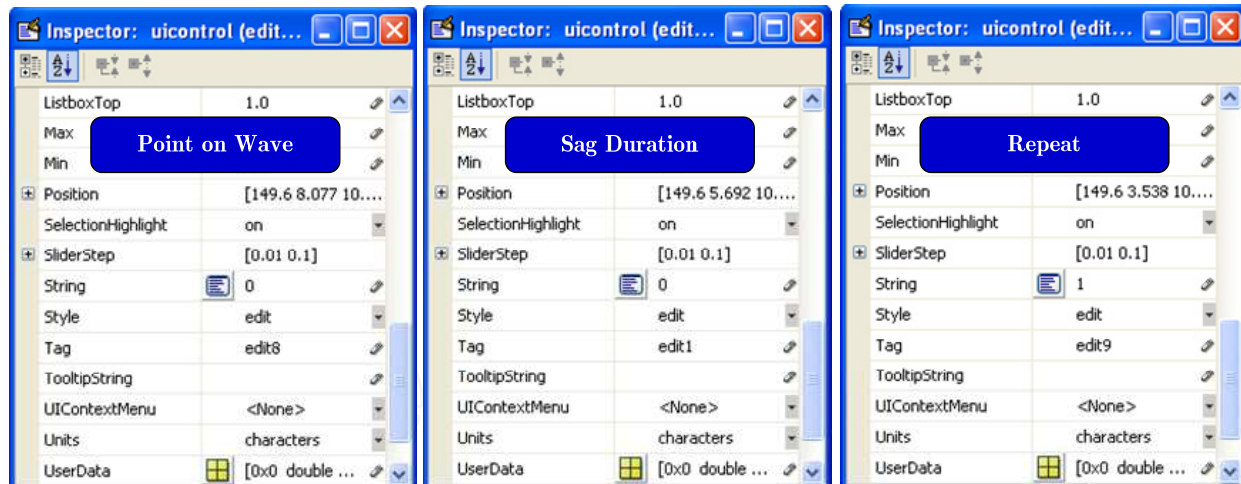 Inspector: uicontrol (edit...
ListboxTop 1.0
Max
Point on Wave
Min
Position [149.6 8.077 10....
SelectionHighlight on
SliderStep [0.01 0.1]
String 0
Style edit
Tag edit8
TooltipString
UIContextMenu <None>
Units characters
UserData [0x0 double ...
Inspector: uicontrol (edit...
ListboxTop 1.0
Max
Sag Duration
Min
Position [149.6 5.692 10....
SelectionHighlight on
SliderStep [0.01 0.1]
String 0
Style edit
Tag edit1
TooltipString
UIContextMenu <None>
Units characters
UserData [0x0 double ...
Inspector: uicontrol (edit...
ListboxTop 1.0
Max
Repeat
Min
Position [149.6 3.538 10....
SelectionHighlight on
SliderStep [0.01 0.1]
String 1
Style edit
Tag edit9
TooltipString
UIContextMenu <None>
Units characters
UserData [0x0 double ...